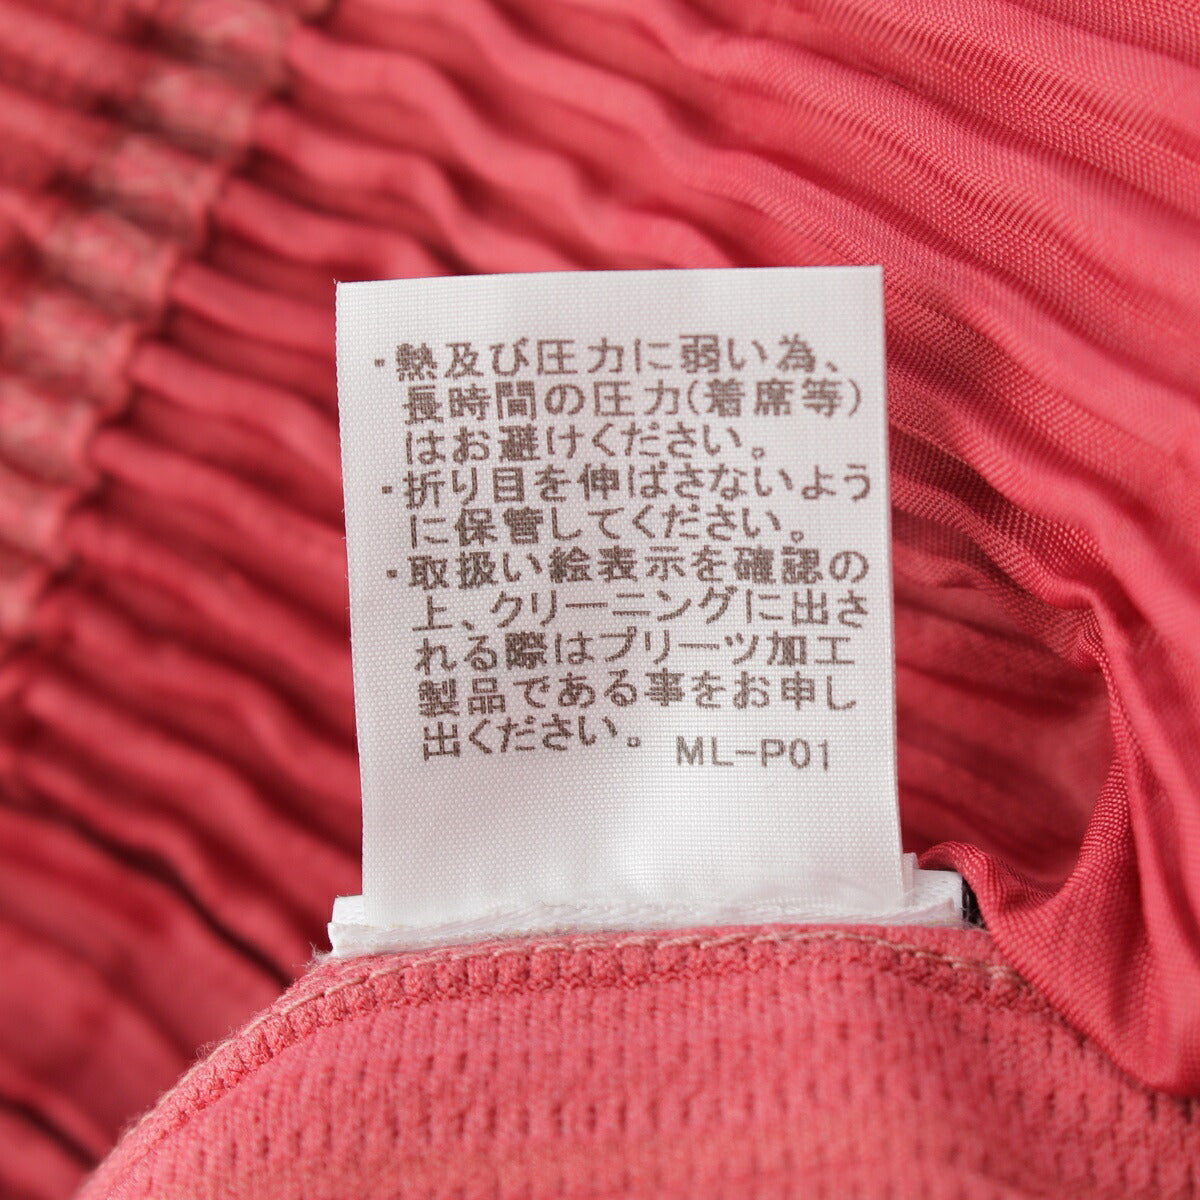 ・熱及び圧力に弱い為、
長時間の圧力(着席等)
はお避けください。
・折り目を伸ばさないよう
に保管してください。
・取扱い絵表示を確認の
上、クリーニングに出さ
れる際はプリーツ加工
製品である事をお申し
出ください。
ML-P01